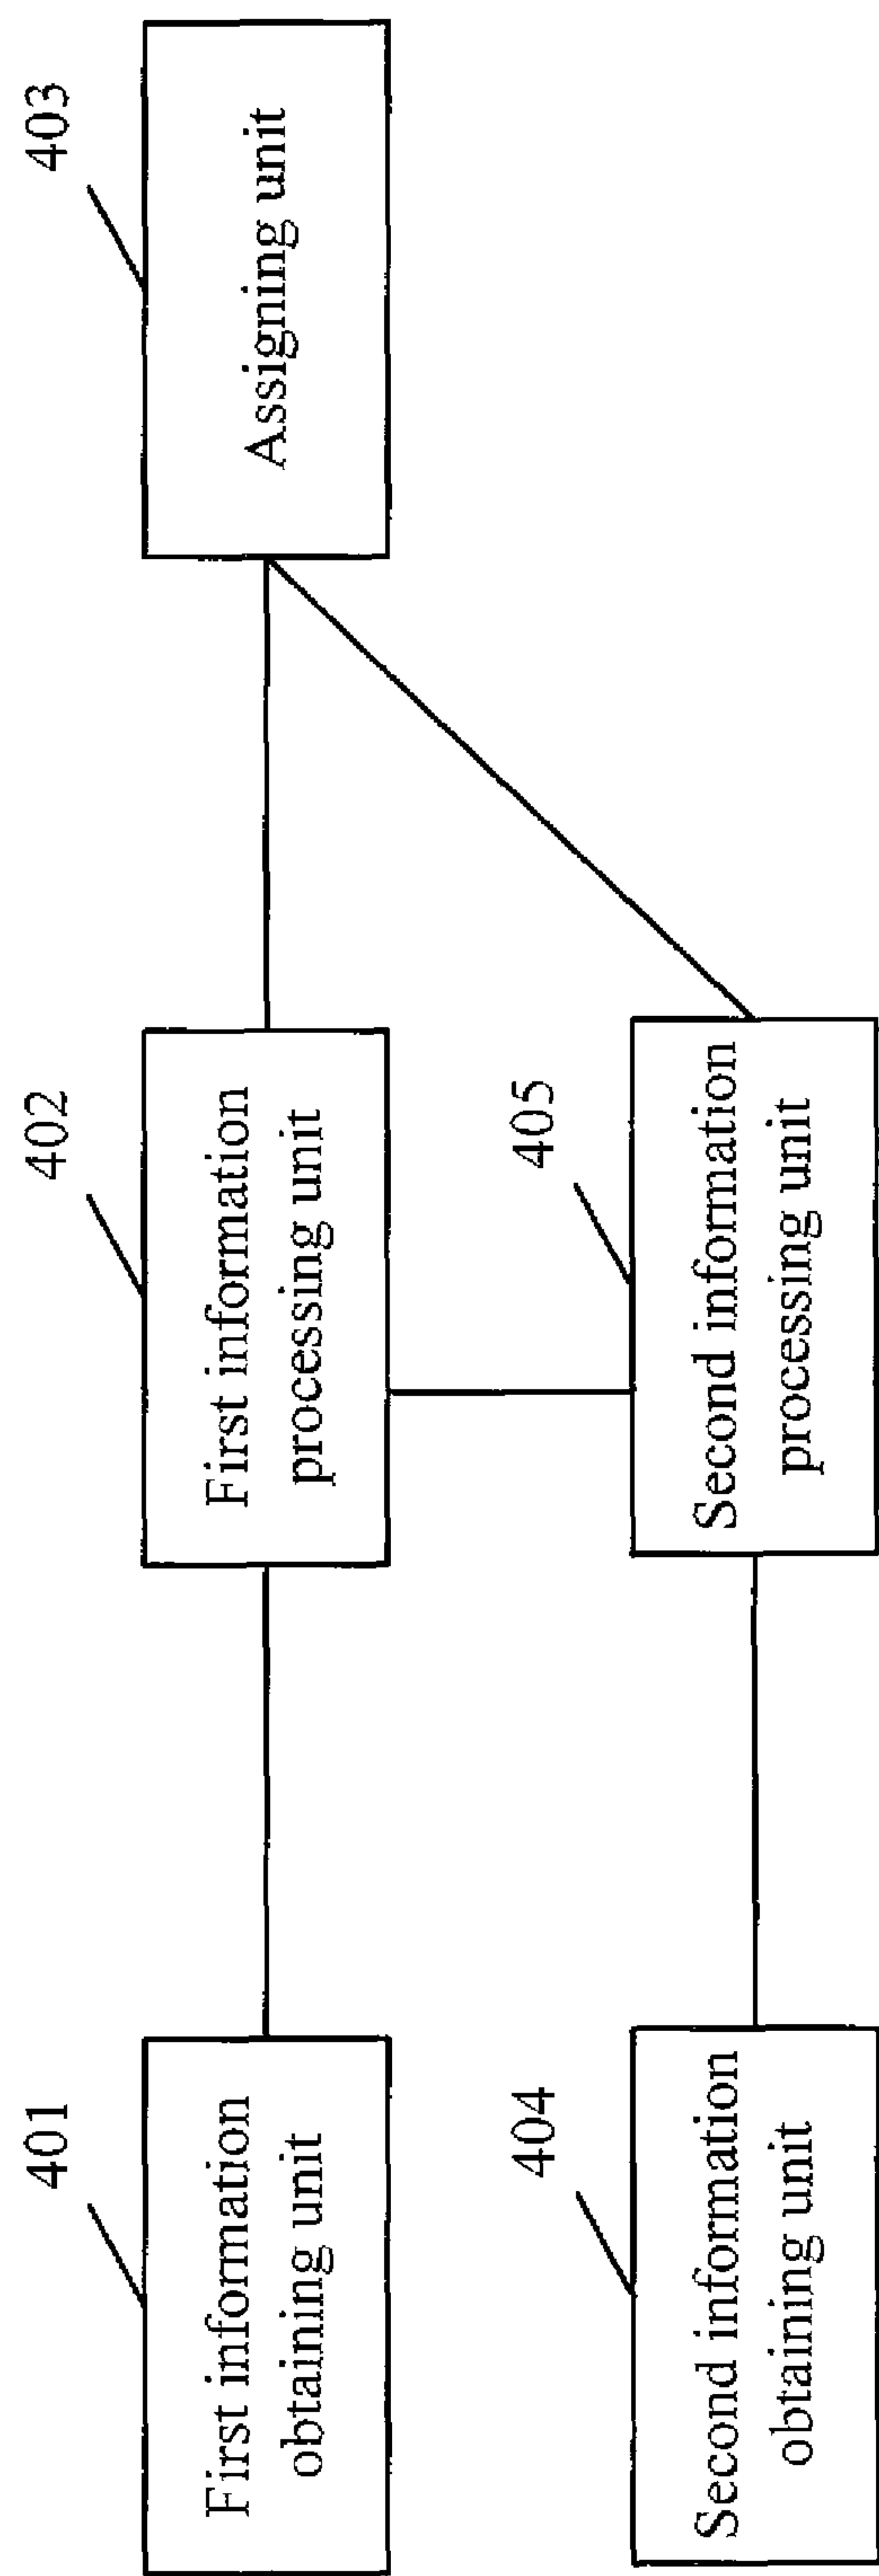 401
First information
obtaining unit
402
First information
processing unit
403
Assigning unit
404
Second information
obtaining unit
405
Second information
processing unit